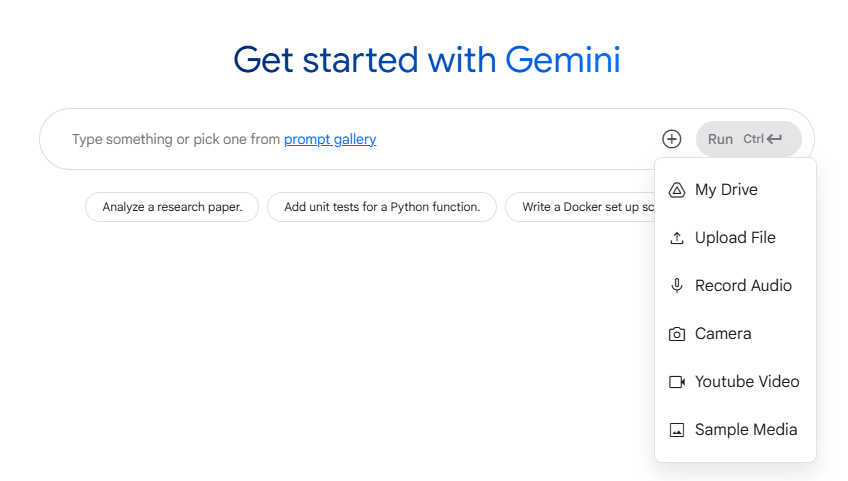 Get started with Gemini
Type something or pick one from prompt gallery
Run Ctrl
Analyze a research paper.
Add unit tests for a Python function.
Write a Docker set up sc
My Drive
Upload File
Record Audio
Camera
Youtube Video
Sample Media